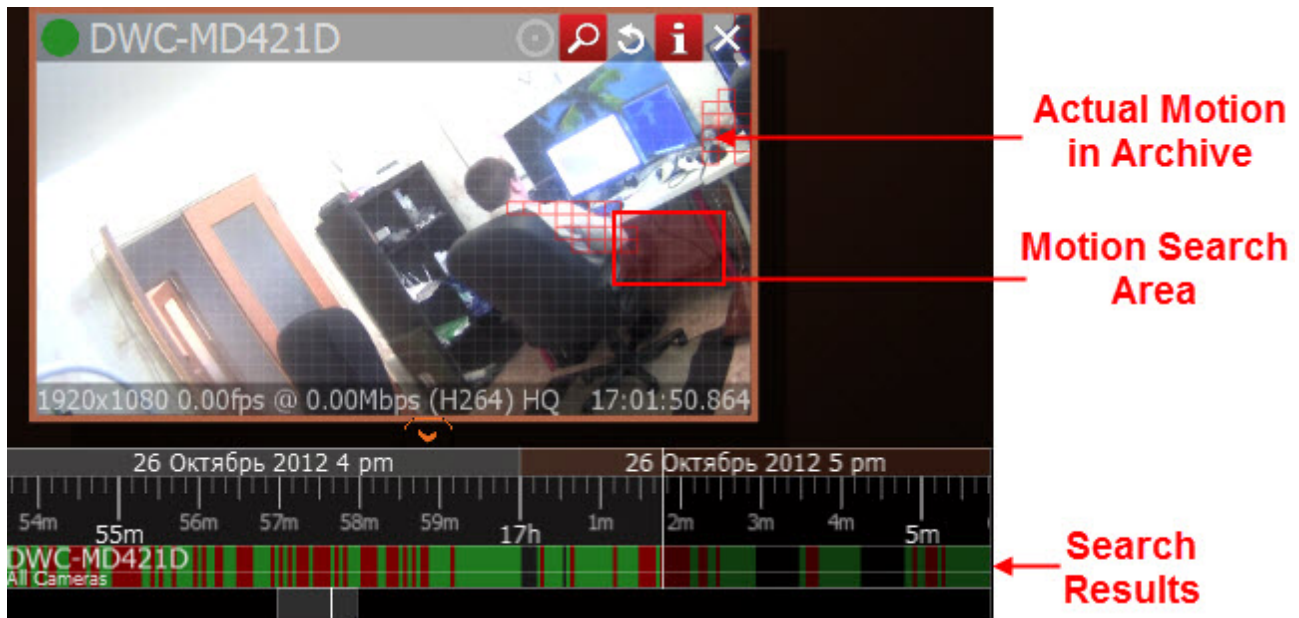 DWC-MD421D
Actual Motion
in Archive
Motion Search
Area
1920x1080 0.00fps @ 0.00Mbps (H264) HQ 17:01:50.864
26 Октябрь 2012 4 pm 26 Октябрь 2012 5 pm
54m 55m 56m 57m 58m 59m 17h 1m 2m 3m 4m 5m
DWC-MD421D
All Cameras
Search
Results